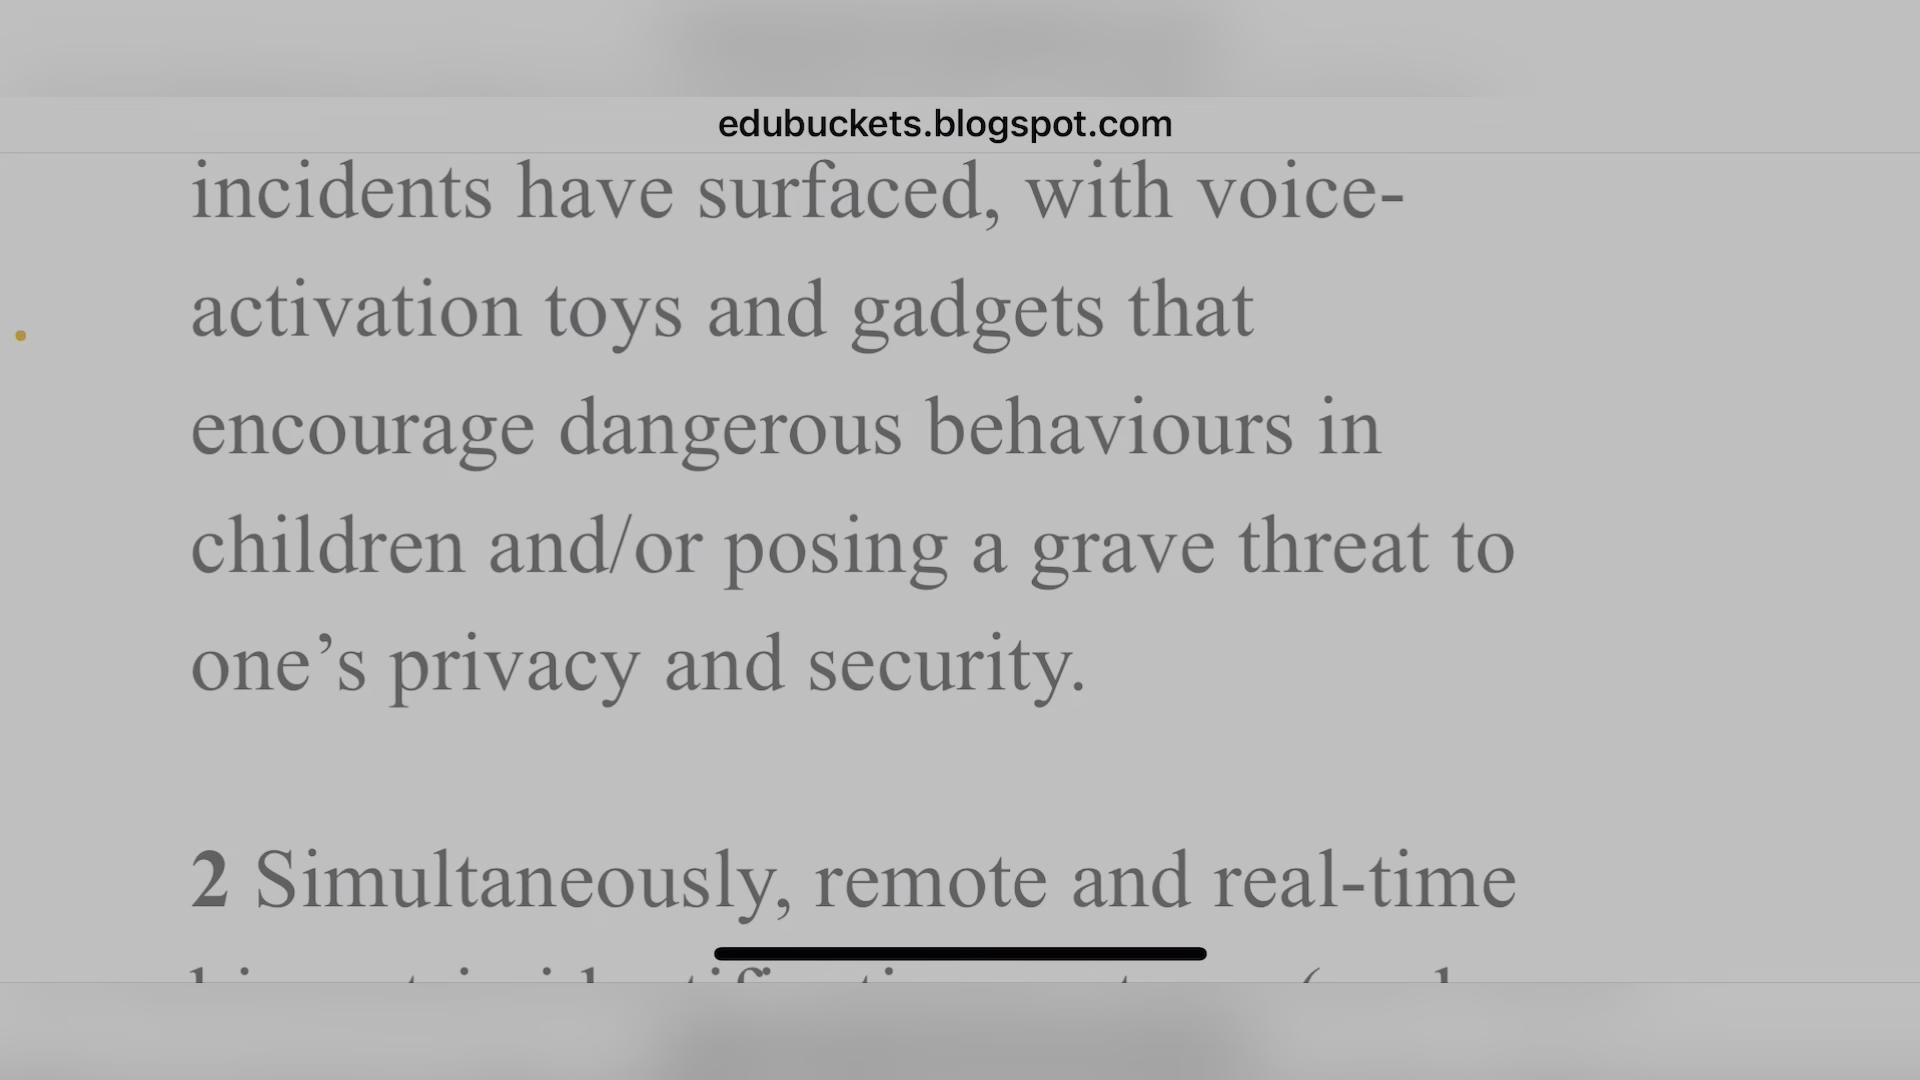 edubuckets.blogspot.com
incidents have surfaced, with voice-
activation toys and gadgets that
encourage dangerous behaviours in
children and/or posing a grave threat to
one’s privacy and security.
2 Simultaneously, remote and real-time